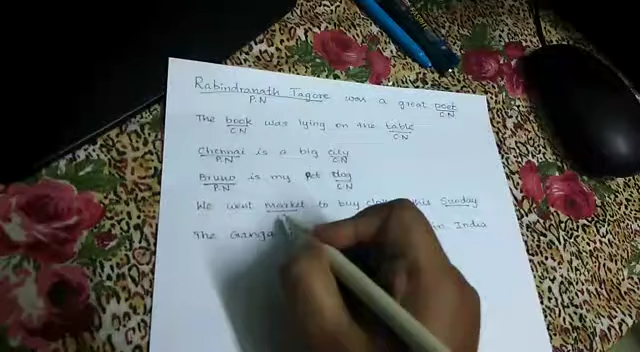 Rabindranath Tagore was a great poet
P.N C.N
The book was lying on the table
C.N C.N
Chennai is a big city
P.N C.N
Bruno is my Pet dog
P.N C.N
We went market to buy this Sunday
The Ganga in India